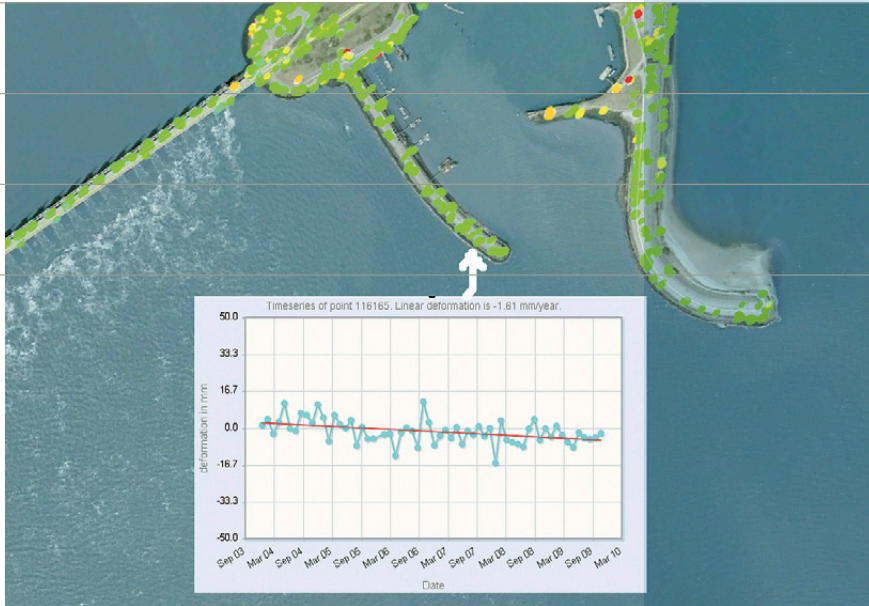 Timeseries of point 116165. Linear deformation is -1.61 mm/year.
50.0
33.3
16.7
0.0
-16.7
-33.3
-50.0
deformation in mm
Sep 03
Mar 04
Sep 04
Mar 05
Sep 05
Mar 06
Sep 06
Mar 07
Sep 07
Mar 08
Sep 08
Mar 09
Sep 09
Mar 10
Date